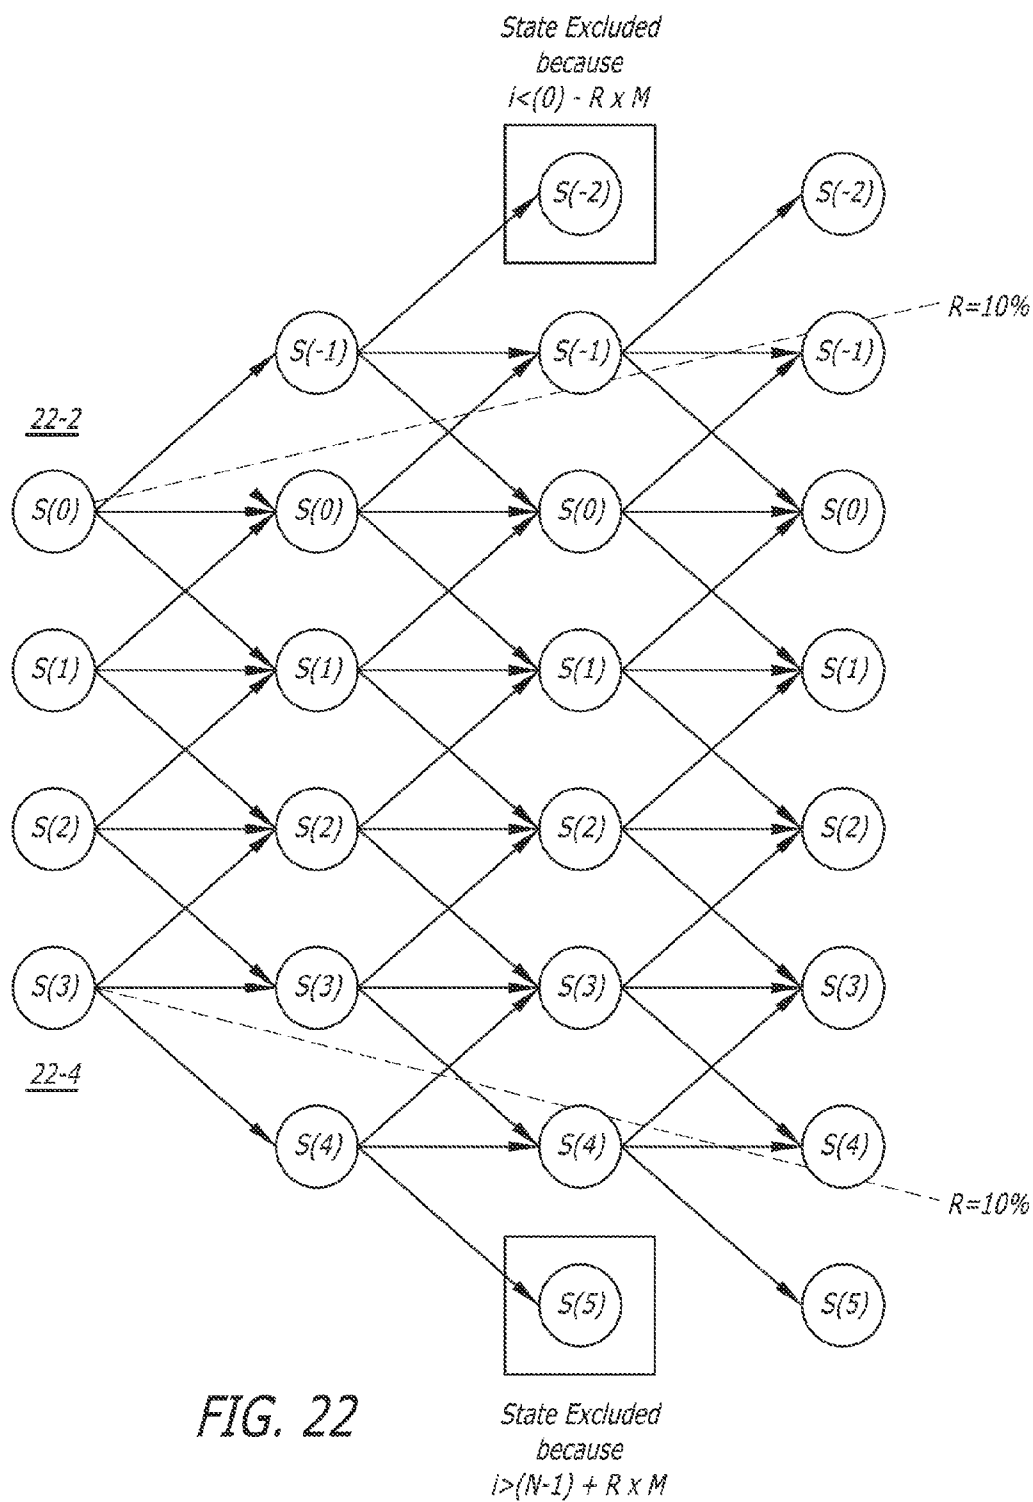 State Excluded
because
i<(0) - R x M
S(-2) S(-2)
R=10%
S(-1) S(-1) S(-1)
22-2
S(0) S(0) S(0) S(0)
S(1) S(1) S(1) S(1)
S(2) S(2) S(2) S(2)
S(3) S(3) S(3) S(3)
22-4
S(4) S(4) S(4)
R=10%
S(5) S(5)
FIG. 22
State Excluded
because
i>(N-1) + R x M